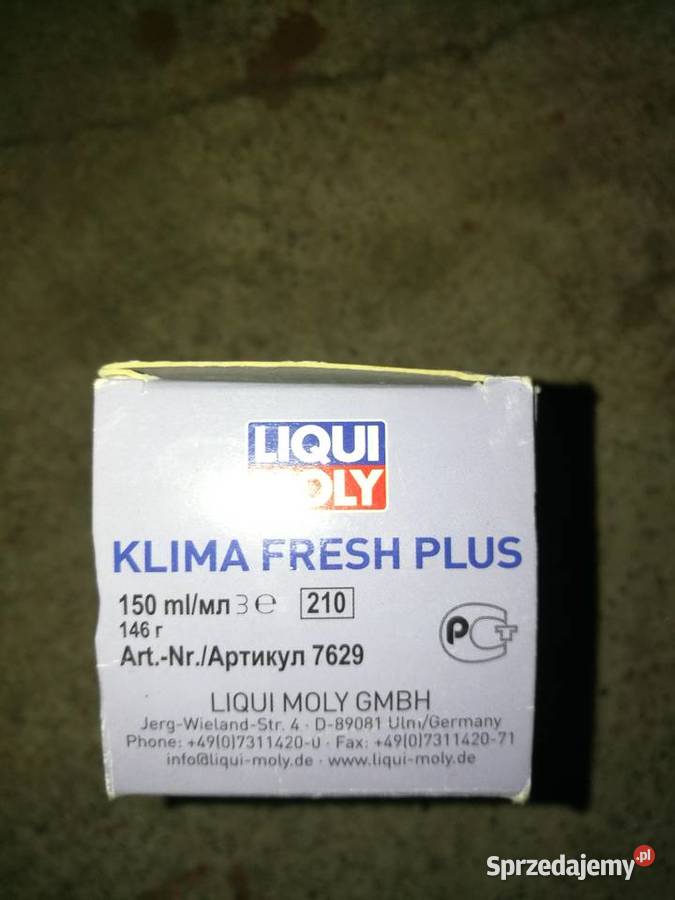 LIQUI
MOLY
KLIMA FRESH PLUS
150 ml/мл З ℮ 210
146 г
Art.-Nr./Артикул 7629
РСТ
LIQUI MOLY GMBH
Jerg-Wieland-Str. 4 · D-89081 Ulm/Germany
Phone: +49(0)7311420-0 · Fax: +49(0)7311420-71
info@liqui-moly.de · www.liqui-moly.de
Sprzedajemy.pl